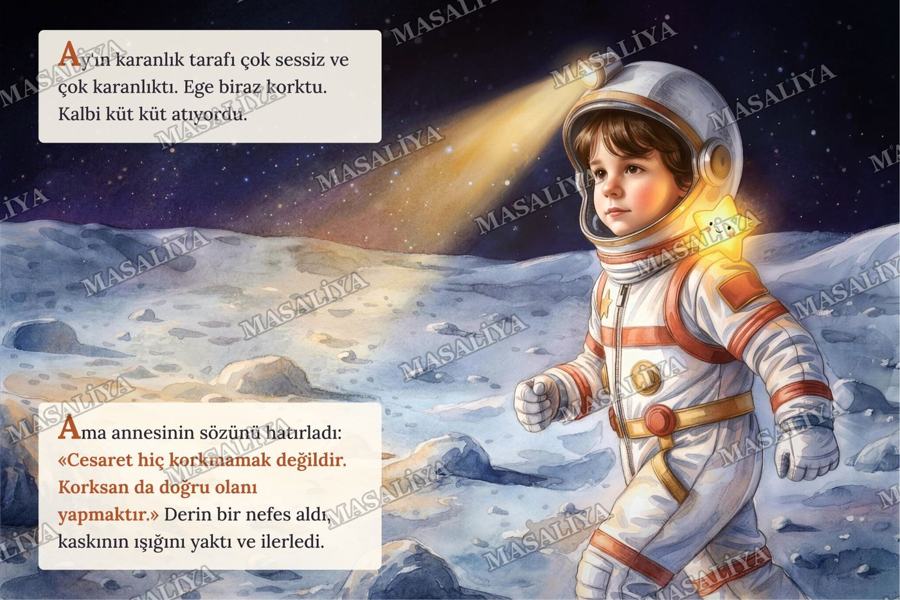 Ay'ın karanlık tarafı çok sessiz ve
çok karanlıktı. Ege biraz korktu.
Kalbi küt küt atıyordu.
Ama annesinin sözünü hatırladı:
«Cesaret hiç korkmamak değildir.
Korksan da doğru olanı
yapmaktır.» Derin bir nefes aldı,
kaskının ışığını yaktı ve ilerledi.
MASALİYA